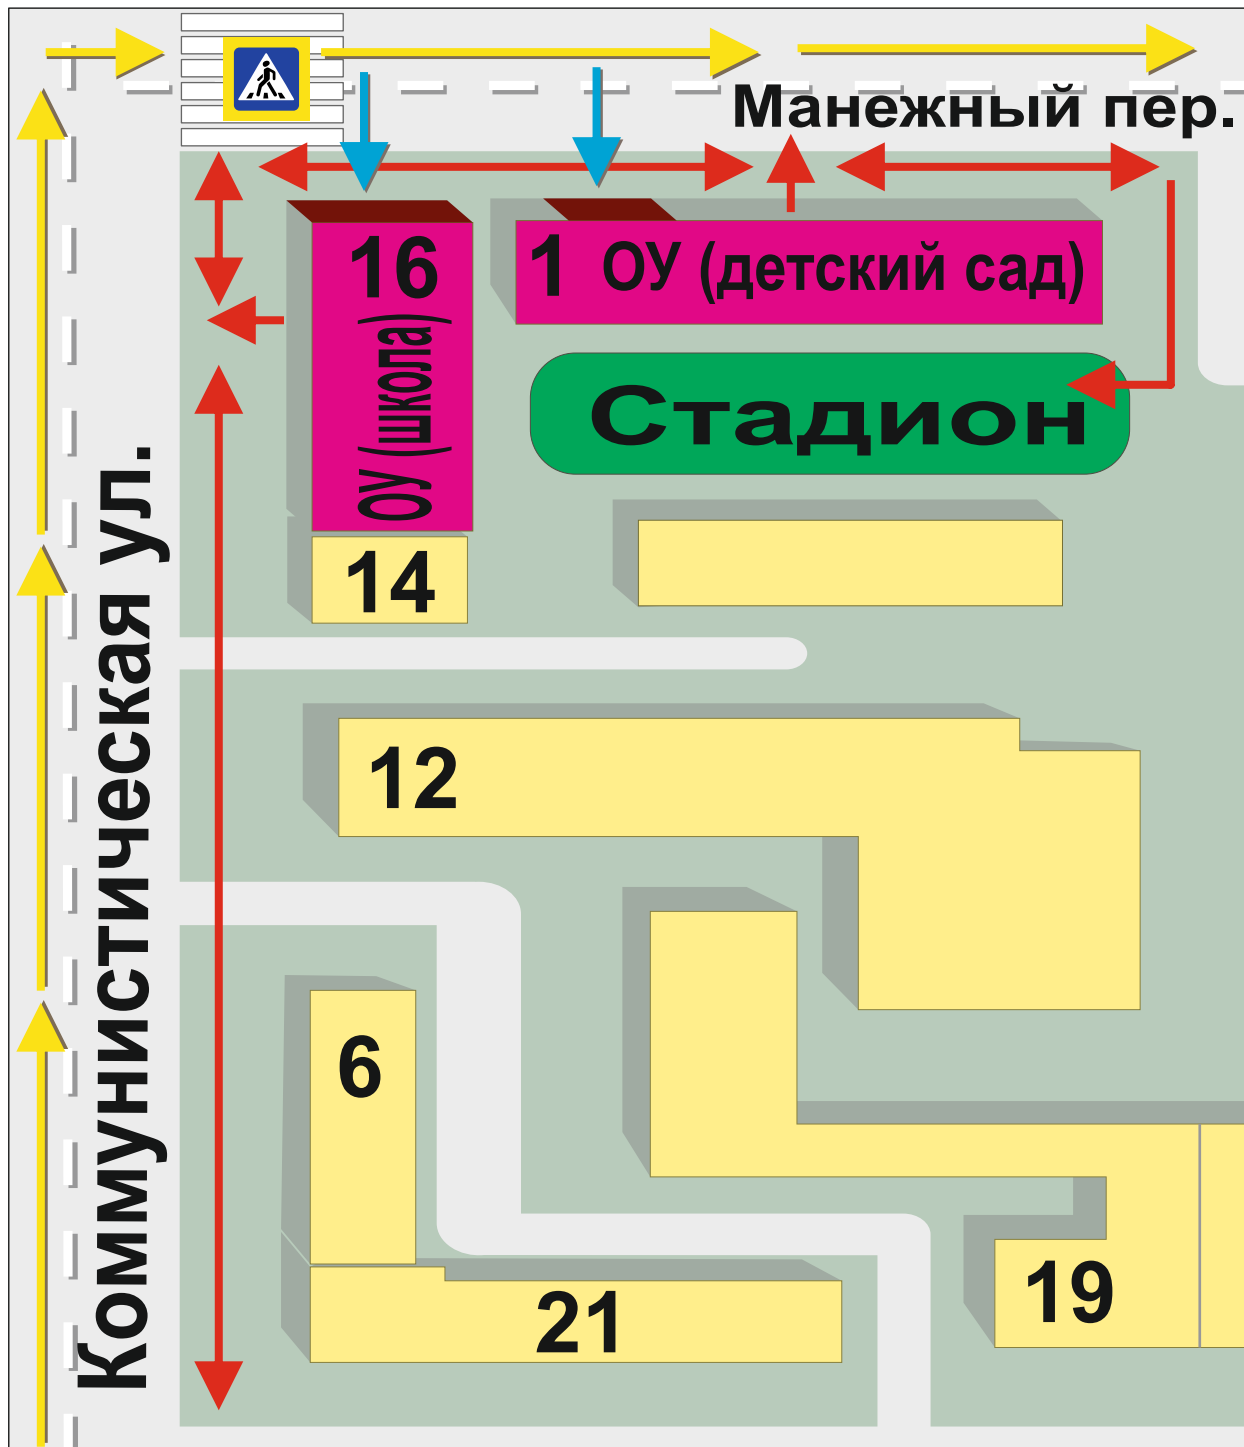 Манежный пер.
16
ОУ (школа)
1 ОУ (детский сад)
Стадион
Коммунистическая ул.
14
12
6
19
21